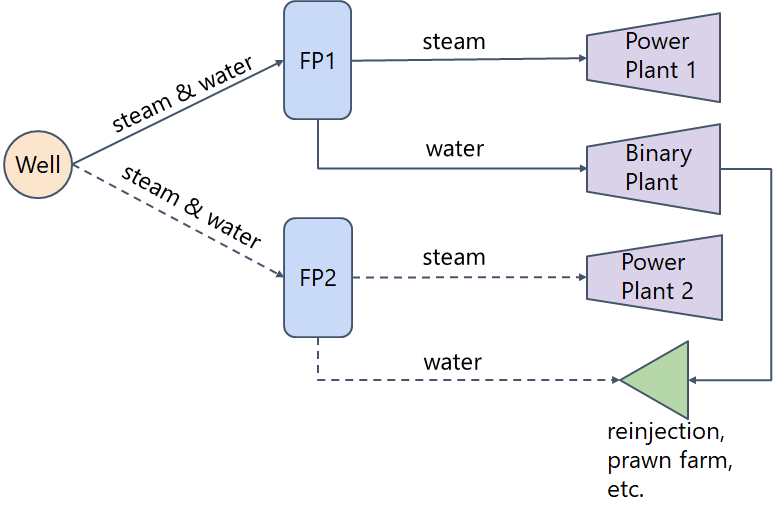 steam & water
FP1
steam
Power
Plant 1
water
Binary
Plant
Well
steam & water
FP2
steam
Power
Plant 2
water
reinjection,
prawn farm,
etc.